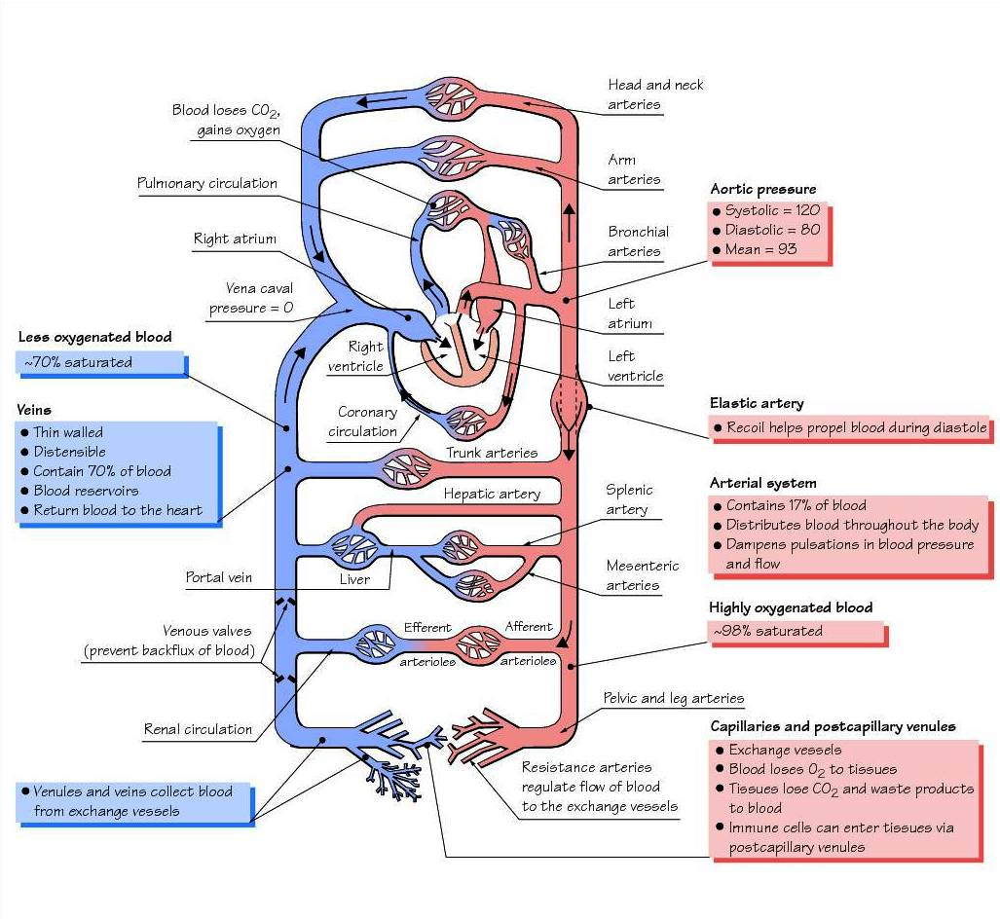 Head and neck
arteries
Blood loses CO2,
gains oxygen
Arm
arteries
Pulmonary circulation
Aortic pressure
● Systolic = 120
● Diastolic = 80
● Mean = 93
Right atrium
Bronchial
arteries
Vena caval
pressure = 0
Left
atrium
Less oxygenated blood
~70% saturated
Right
ventricle
Left
ventricle
Veins
● Thin walled
● Distensible
● Contain 70% of blood
● Blood reservoirs
● Return blood to the heart
Coronary
circulation
Elastic artery
● Recoil helps propel blood during diastole
Trunk arteries
Hepatic artery
Splenic
artery
Arterial system
● Contains 17% of blood
● Distributes blood throughout the body
● Dampens pulsations in blood pressure
and flow
Portal vein
Liver
Mesenteric
arteries
Highly oxygenated blood
~98% saturated
Venous valves
(prevent backflux of blood)
Efferent
arterioles
Afferent
arterioles
Renal circulation
Pelvic and leg arteries
Capillaries and postcapillary venules
● Exchange vessels
● Blood loses O2 to tissues
● Tissues lose CO2 and waste products
to blood
● Immune cells can enter tissues via
postcapillary venules
Resistance arteries
regulate flow of blood
to the exchange vessels
● Venules and veins collect blood
from exchange vessels